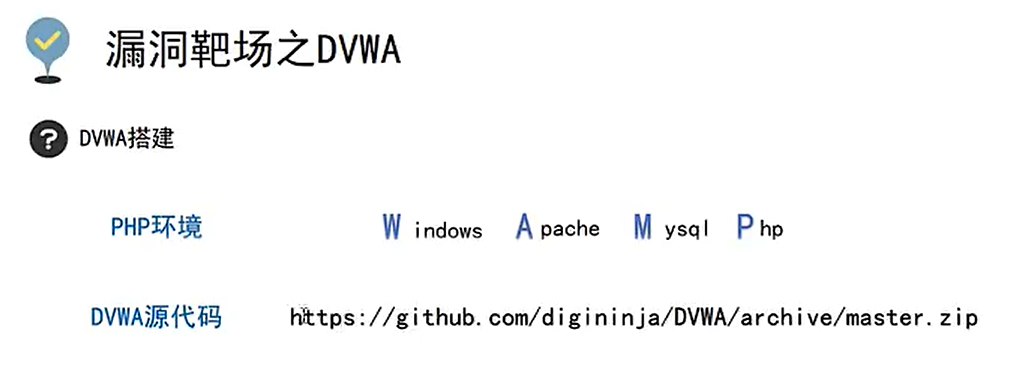 漏洞靶场之DVWA
DVWA搭建
PHP环境 Windows Apache Mysql Php
DVWA源代码 https://github.com/digininja/DVWA/archive/master.zip